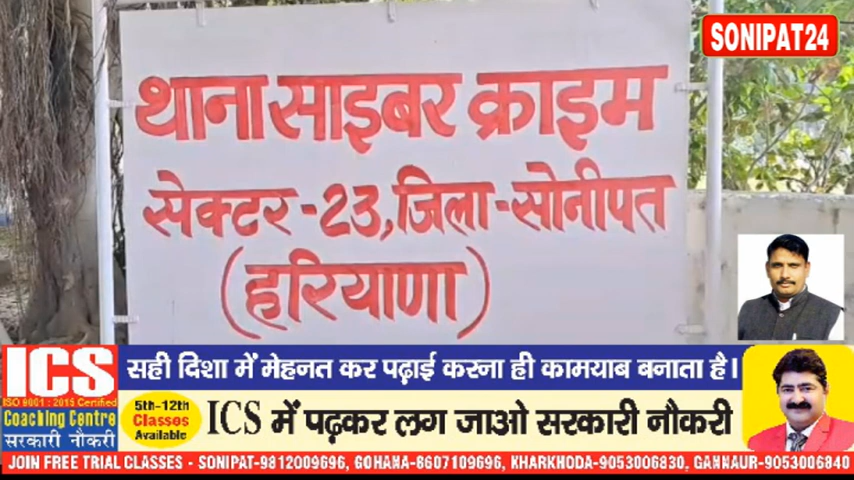 SONIPAT24
थाना साइबर क्राइम
सेक्टर-23, जिला-सोनीपत
(हरियाणा)
ICS
ISO 9001 : 2015 Certified
Coaching Centre
सरकारी नौकरी
सही दिशा में मेहनत कर पढ़ाई करना ही कामयाब बनाता है।
5th-12th
Classes
Available
ICS में पढ़कर लग जाओ सरकारी नौकरी
JOIN FREE TRIAL CLASSES - SONIPAT-9812009696, GOHANA-8607109696, KHARKHODA-9053006830, GANNAUR-9053006840